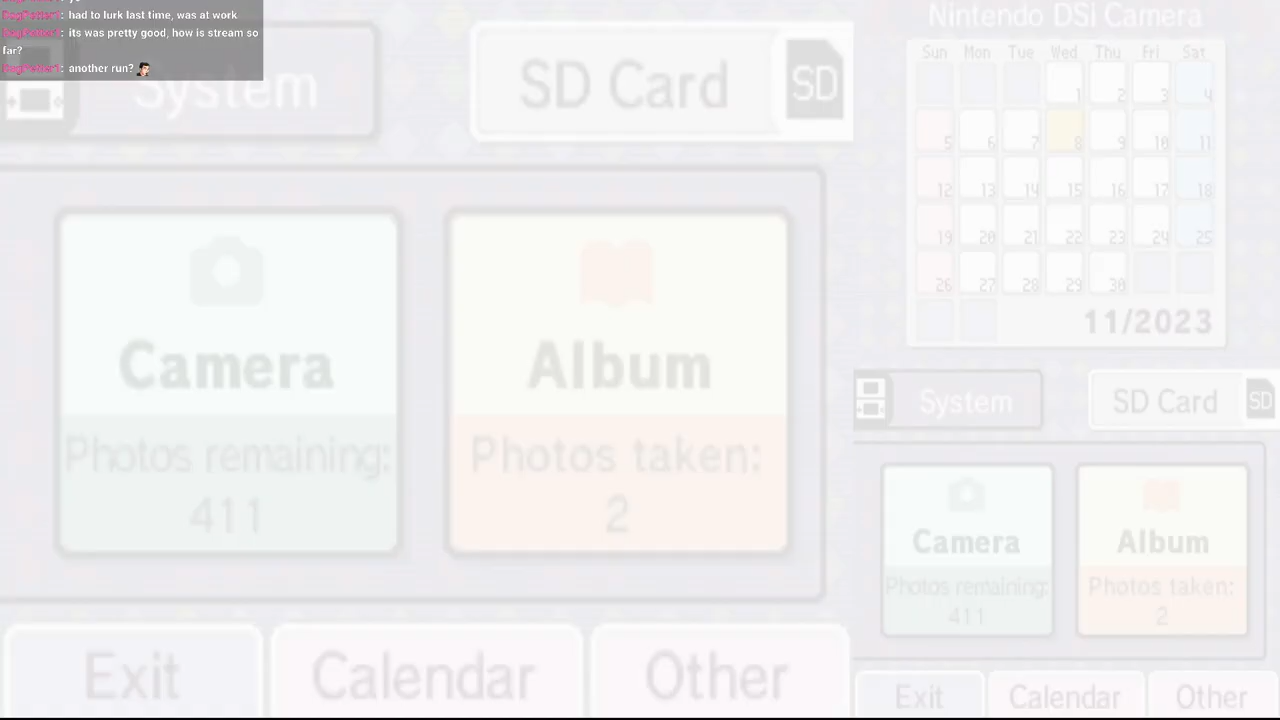 had to lurk last time, was at work
its was pretty good, how is stream so
far?
another run?
System
SD Card
SD
Camera
Photos remaining:
411
Album
Photos taken:
2
Exit
Calendar
Other
Nintendo DSi Camera
Sun Mon Tue Wed Thu Fri Sat
1 2 3 4
5 6 7 8 9 10 11
12 13 14 15 16 17 18
19 20 21 22 23 24 25
26 27 28 29 30
11/2023
System
SD Card
SD
Camera
Photos remaining:
411
Album
Photos taken:
2
Exit
Calendar
Other